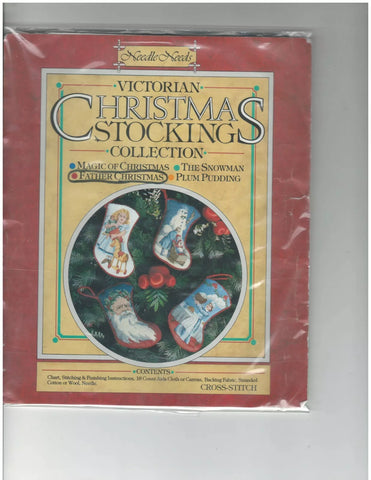 Needle Needs
VICTORIAN
CHRISTMAS
STOCKINGS
COLLECTION
MAGIC OF CHRISTMAS • THE SNOWMAN
FATHER CHRISTMAS • PLUM PUDDING
CONTENTS
Chart, Stitching & Finishing Instructions, 18 Count Aida Cloth or Canvas, Backing Fabric, Stranded
Cotton or Wool, Needle.
CROSS-STITCH